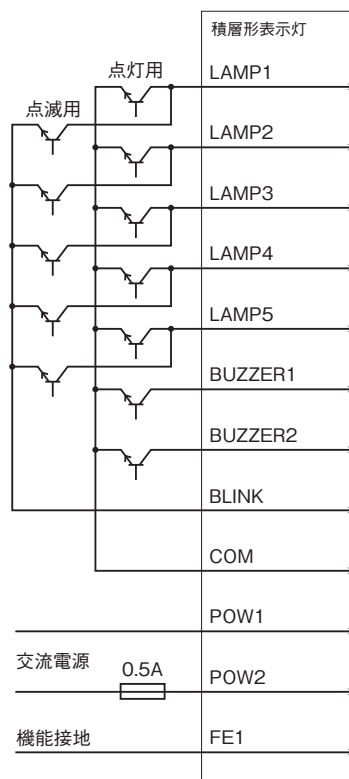 積層形表示灯
点灯用
LAMP1
点滅用
LAMP2
LAMP3
LAMP4
LAMP5
BUZZER1
BUZZER2
BLINK
COM
POW1
交流電源
0.5A
POW2
機能接地
FE1